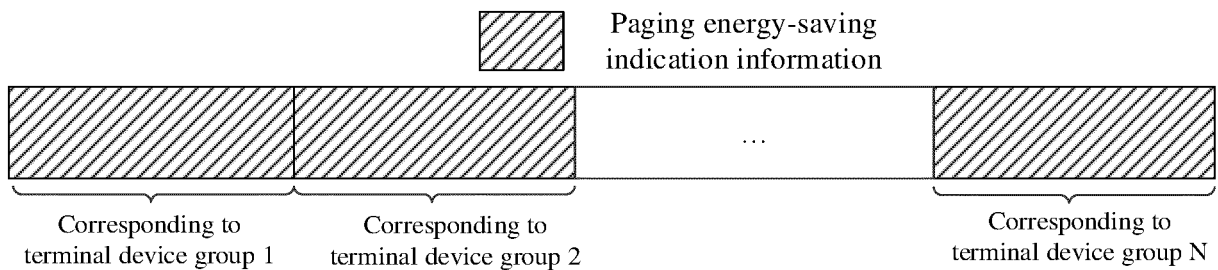 Paging energy-saving
indication information
...
Corresponding to
terminal device group 1
Corresponding to
terminal device group 2
Corresponding to
terminal device group N